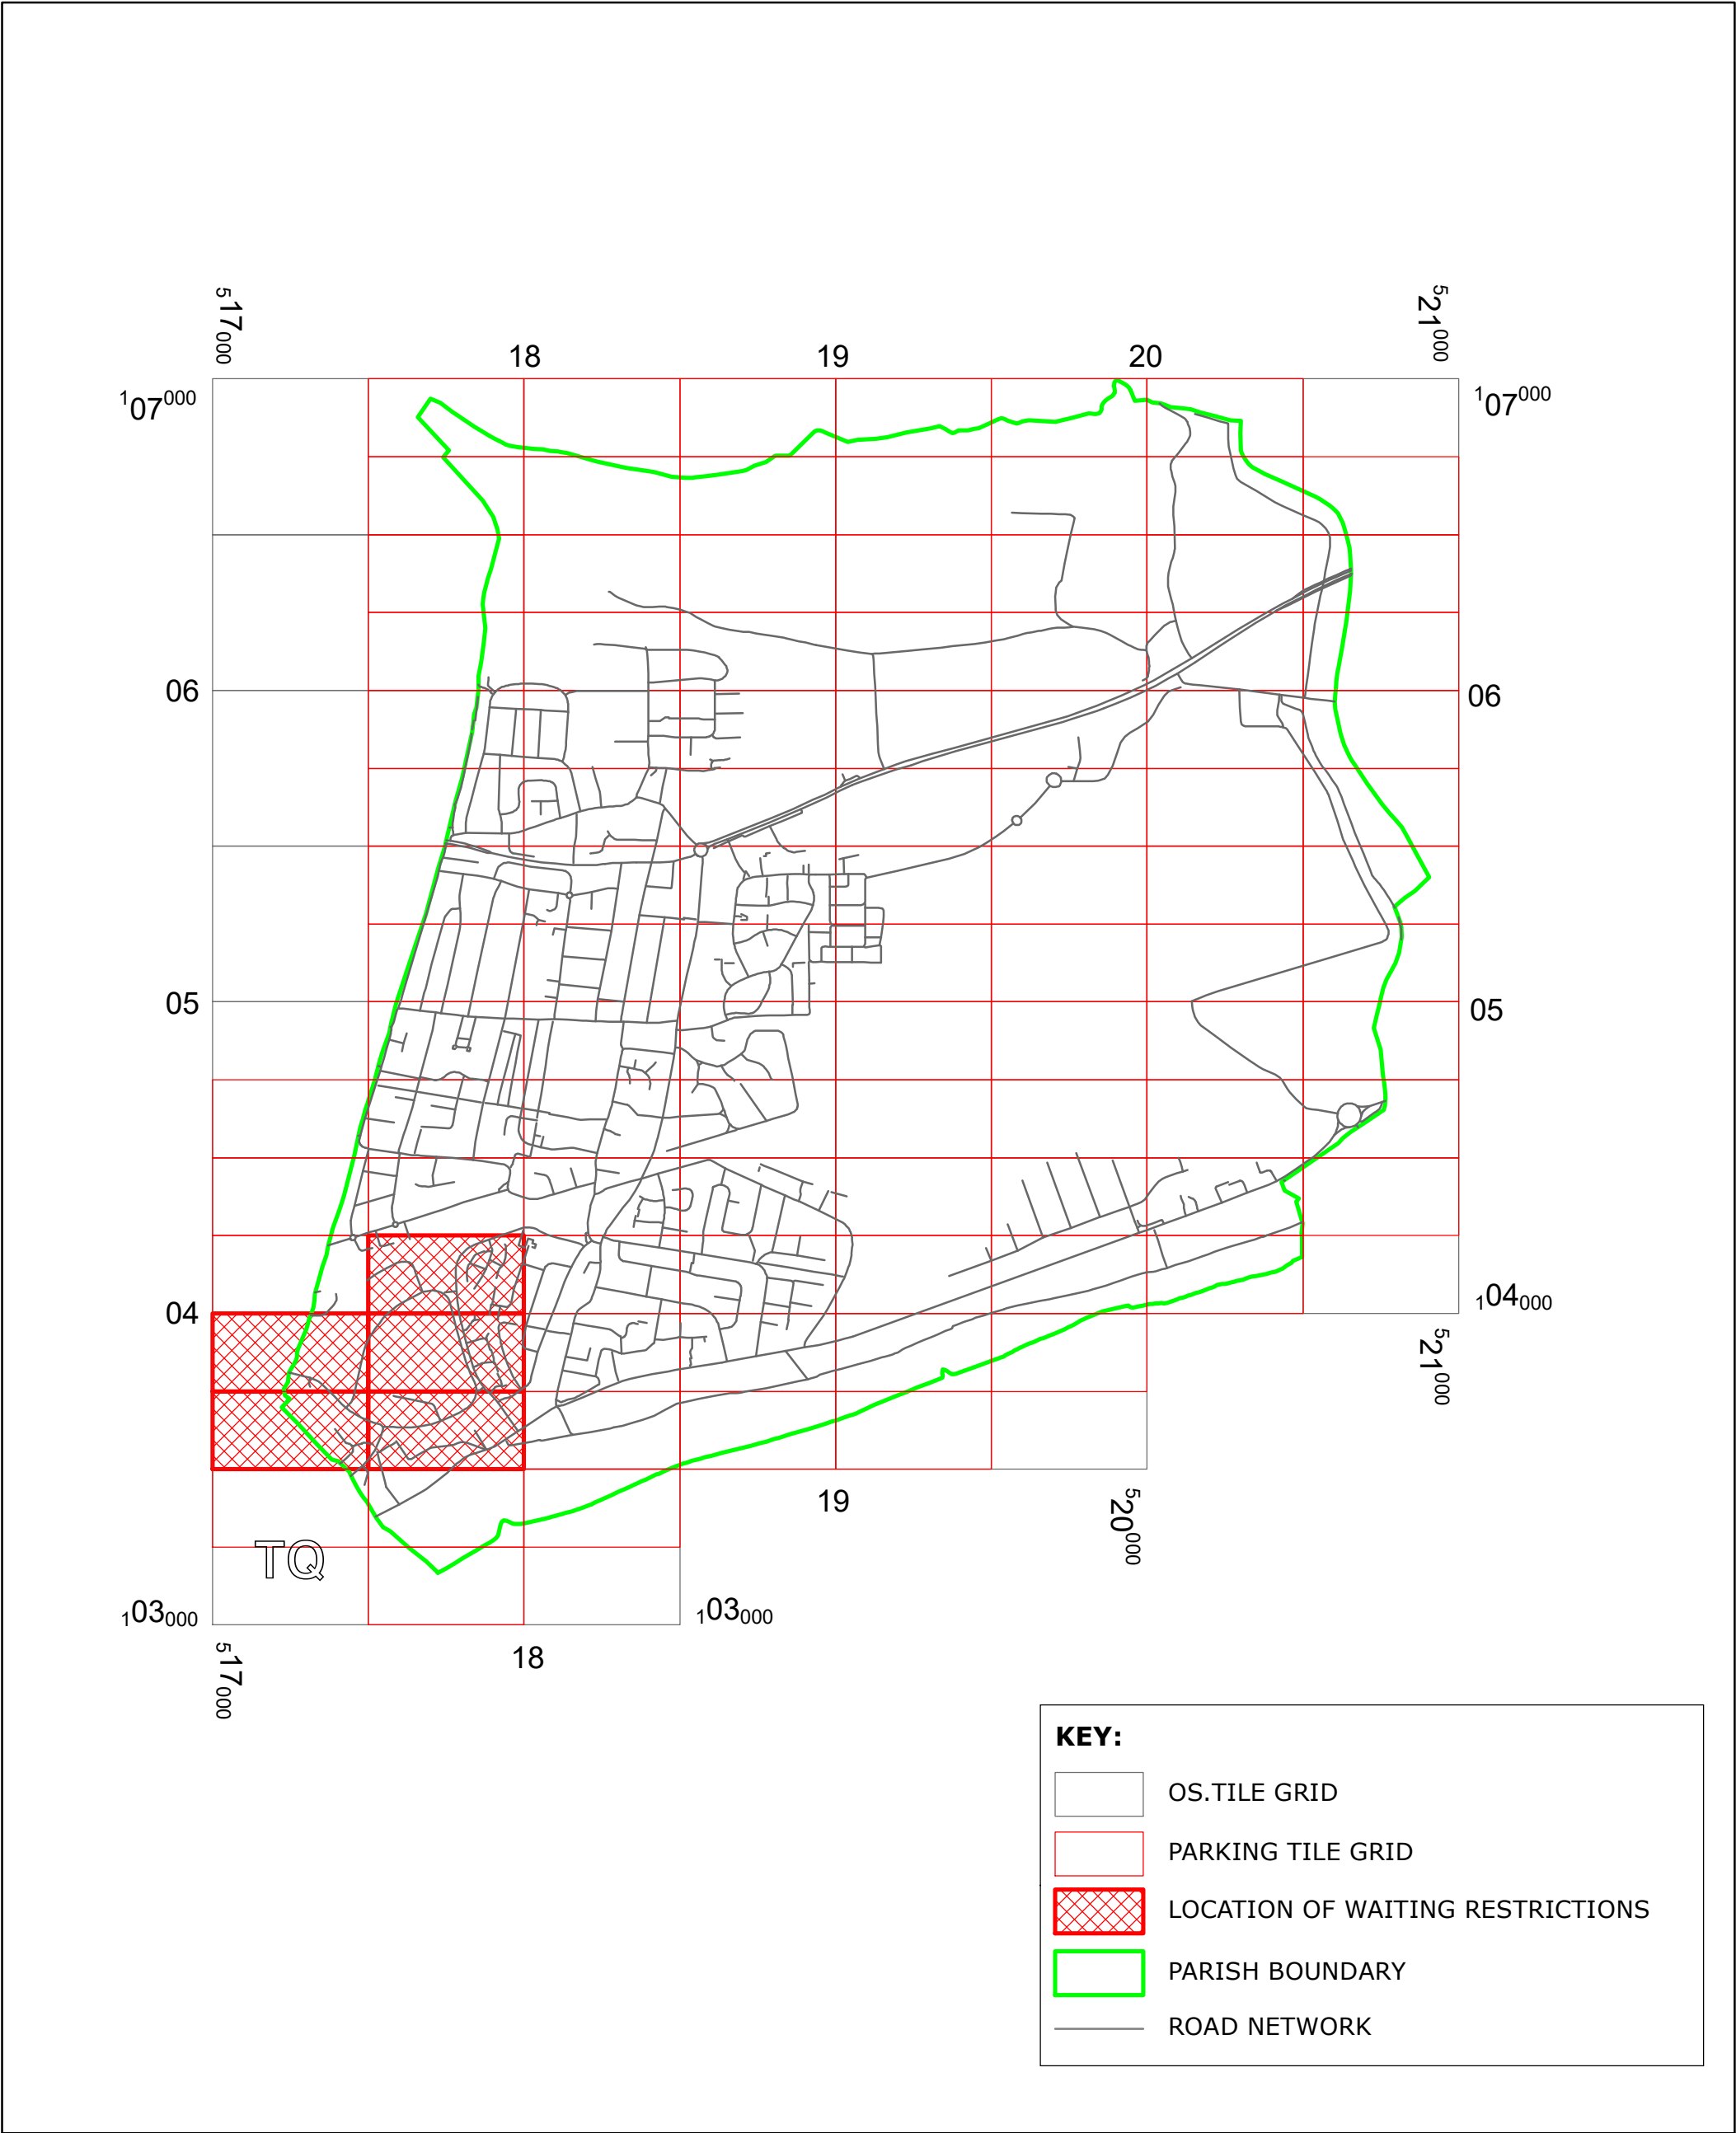 517000
521000
18
19
20
107000
107000
06
06
05
05
04
104000
521000
19
520000
TQ
103000
103000
18
517000
KEY:
OS.TILE GRID
PARKING TILE GRID
LOCATION OF WAITING RESTRICTIONS
PARISH BOUNDARY
ROAD NETWORK